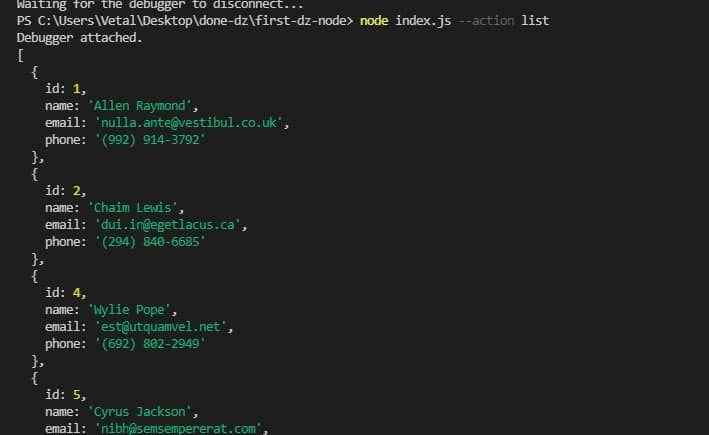 Waiting for the debugger to disconnect...
PS C:\Users\Vetal\Desktop\done-dz\first-dz-node> node index.js --action list
Debugger attached.
[
  {
    id: 1,
    name: 'Allen Raymond',
    email: 'nulla.ante@vestibul.co.uk',
    phone: '(992) 914-3792'
  },
  {
    id: 2,
    name: 'Chaim Lewis',
    email: 'dui.in@egetlacus.ca',
    phone: '(294) 840-6685'
  },
  {
    id: 4,
    name: 'Wylie Pope',
    email: 'est@utquamvel.net',
    phone: '(692) 802-2949'
  },
  {
    id: 5,
    name: 'Cyrus Jackson',
    email: 'nibh@semsempererat.com',